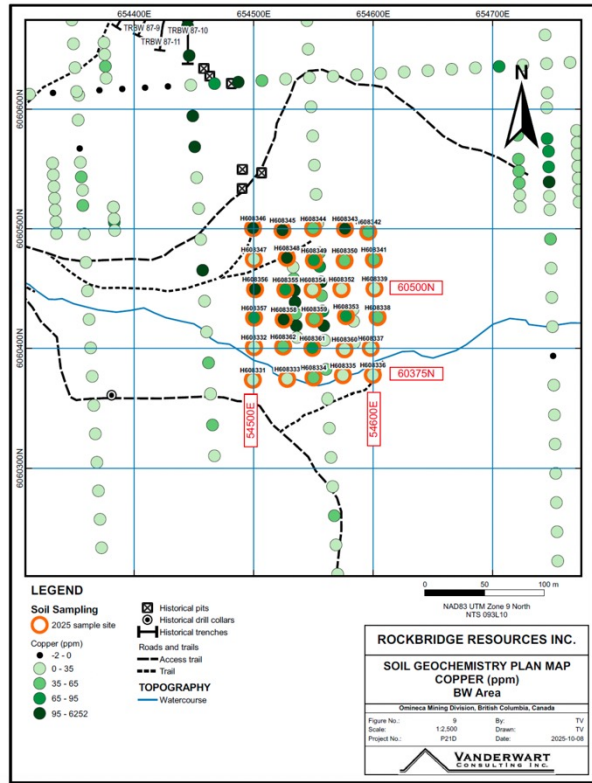 654400E
654500E
654600E
654700E
TRBW 87-9
TRBW 87-10
TRBW 87-11
N
6060600N
6060500N
6060400N
6060300N
H608346
H608345
H608344
H608343
H608342
H608347
H608348
H608349
H608350
H608341
H608356
H608355
H608354
H608352
H608339
60500N
H608357
H608358
H608359
H608353
H608338
H608332
H608362
H608361
H608360
H608337
H608331
H608333
H608334
H608335
H608336
60375N
54500E
54600E
0 50 100 m
NAD83 UTM Zone 9 North
NTS 093L10
LEGEND
Soil Sampling
2025 sample site
Copper (ppm)
-2 - 0
0 - 35
35 - 65
65 - 95
95 - 6252
Historical pits
Historical drill collars
Historical trenches
Roads and trails
Access trail
Trail
TOPOGRAPHY
Watercourse
ROCKBRIDGE RESOURCES INC.
SOIL GEOCHEMISTRY PLAN MAP
COPPER (ppm)
BW Area
Omineca Mining Division, British Columbia, Canada
Figure No.: 9 By: TV
Scale: 1:2,500 Drawn: TV
Project No.: P21D Date: 2025-10-08
VANDERWART
CONSULTING INC.